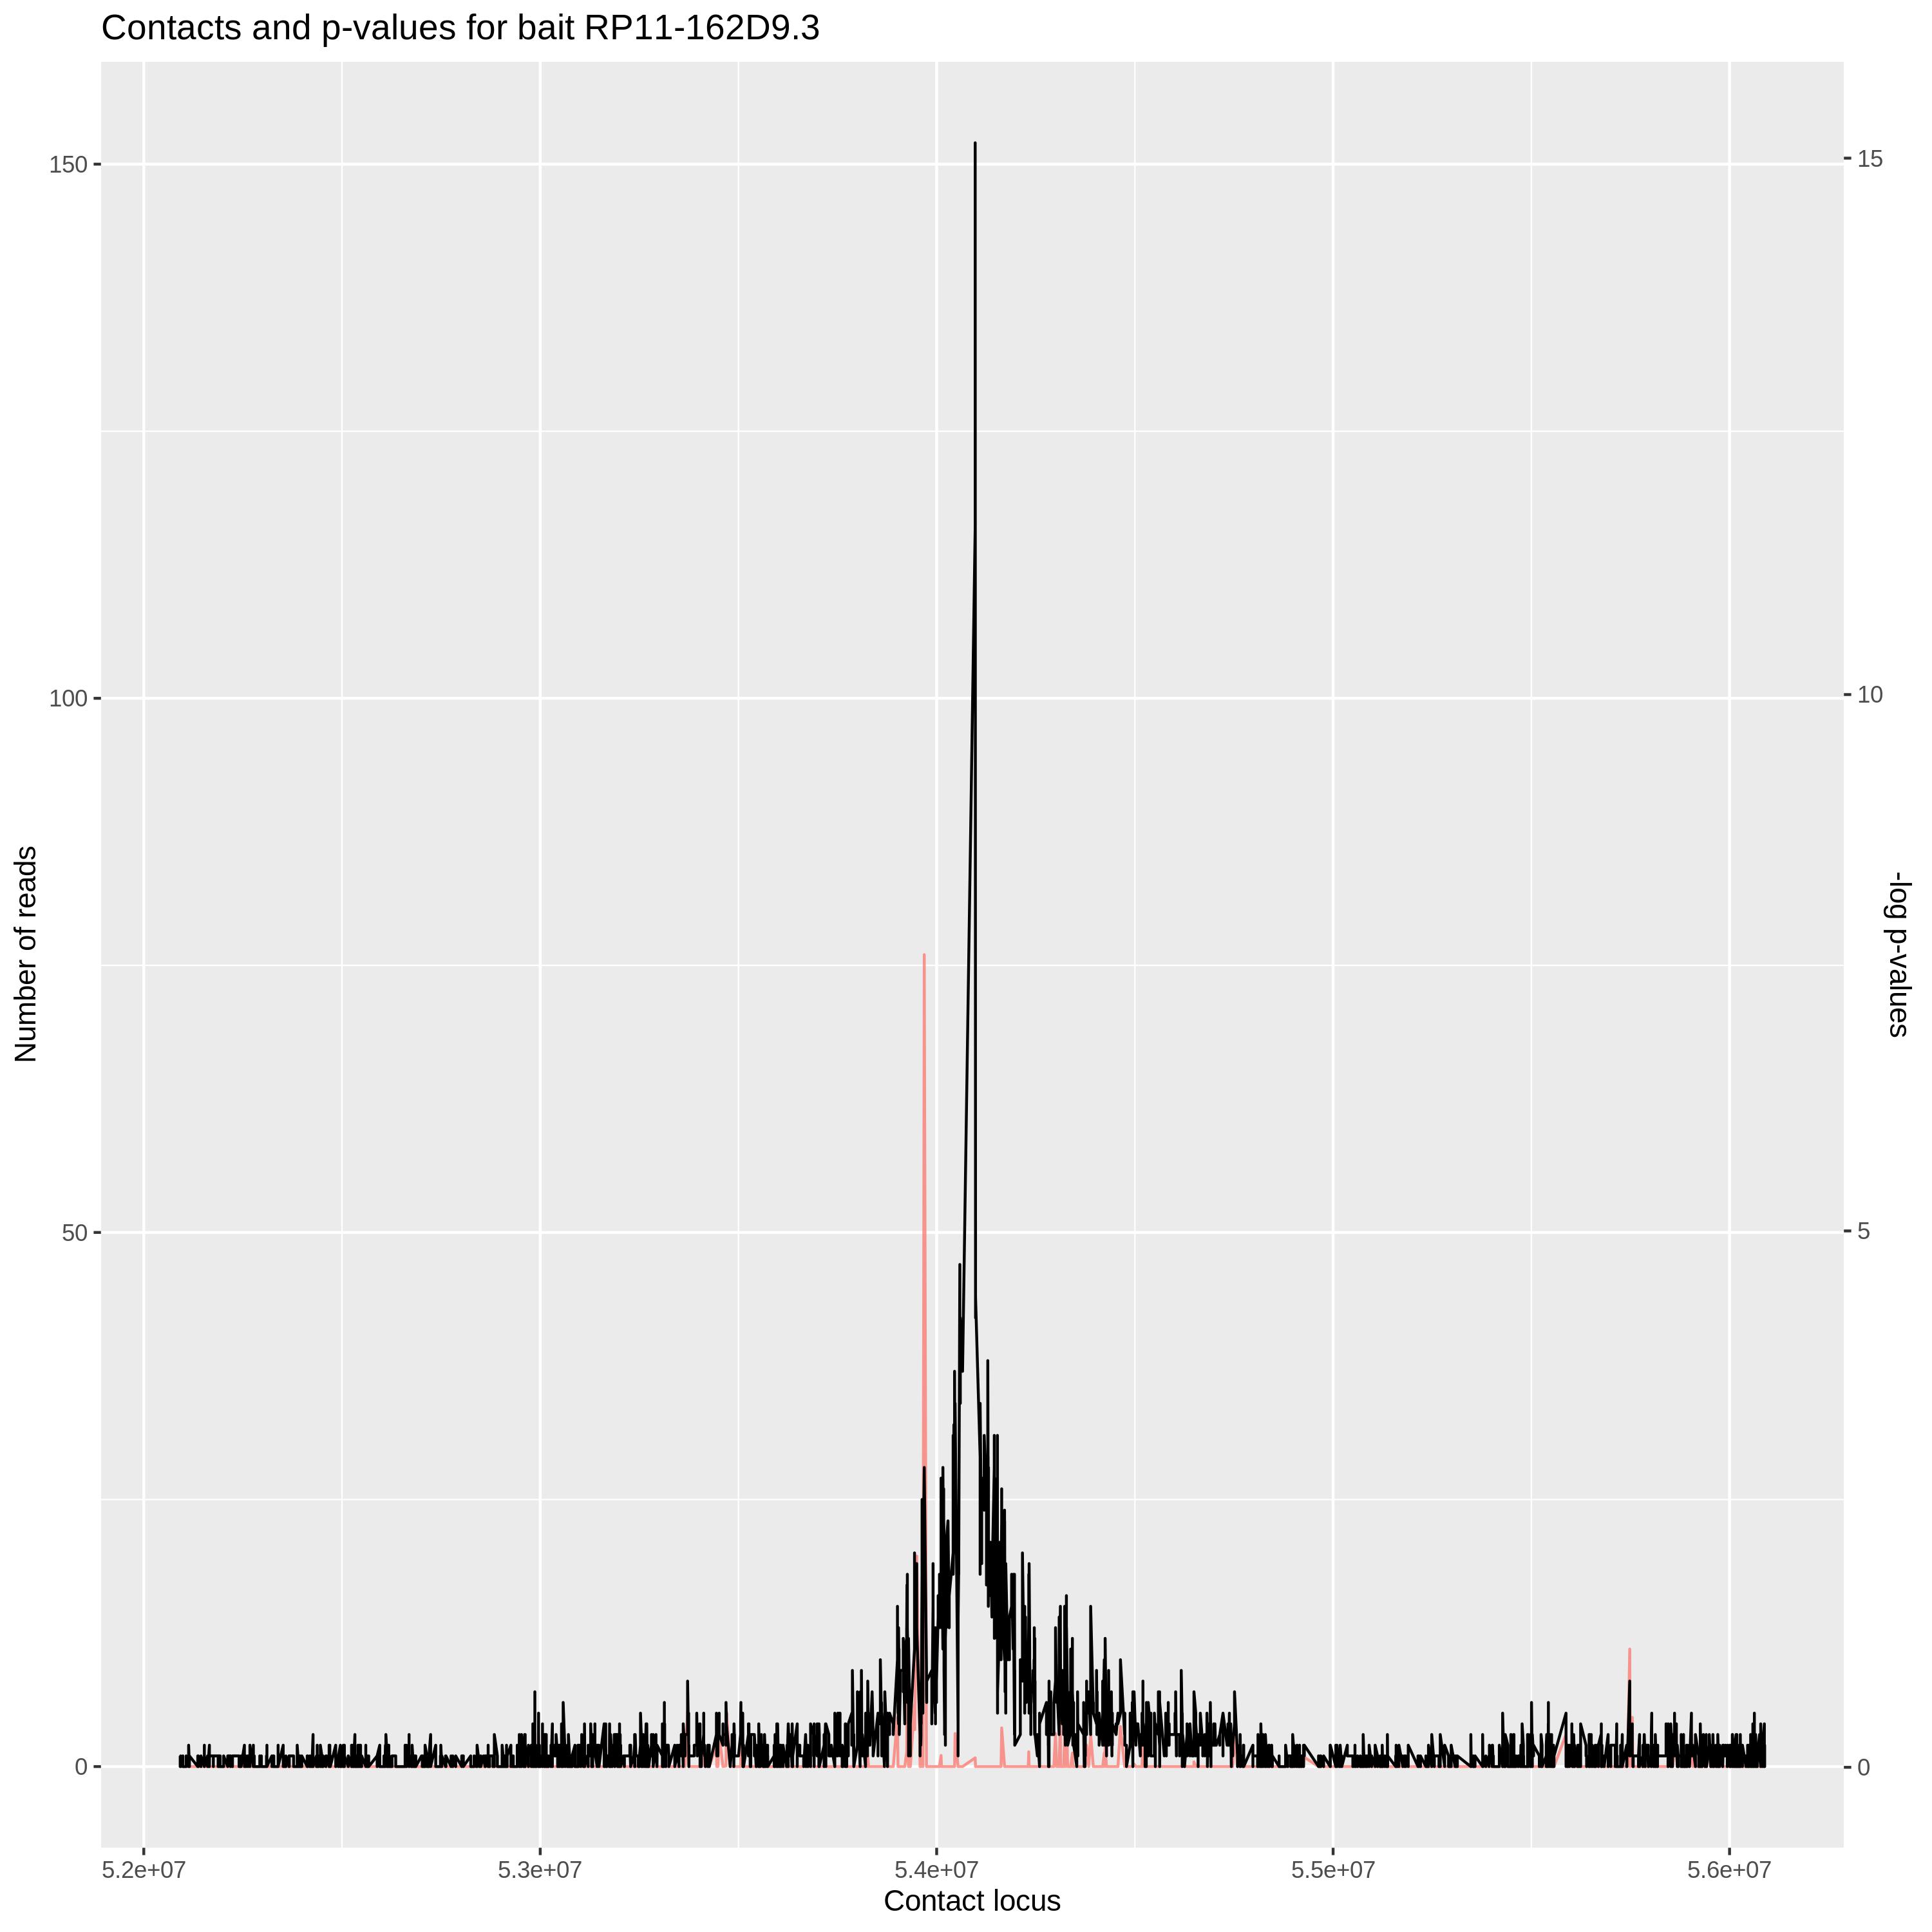 Contacts and p-values for bait RP11-162D9.3
150
100
50
0
15
10
5
0
Number of reads
-log p-values
5.2e+07
5.3e+07
5.4e+07
5.5e+07
5.6e+07
Contact locus